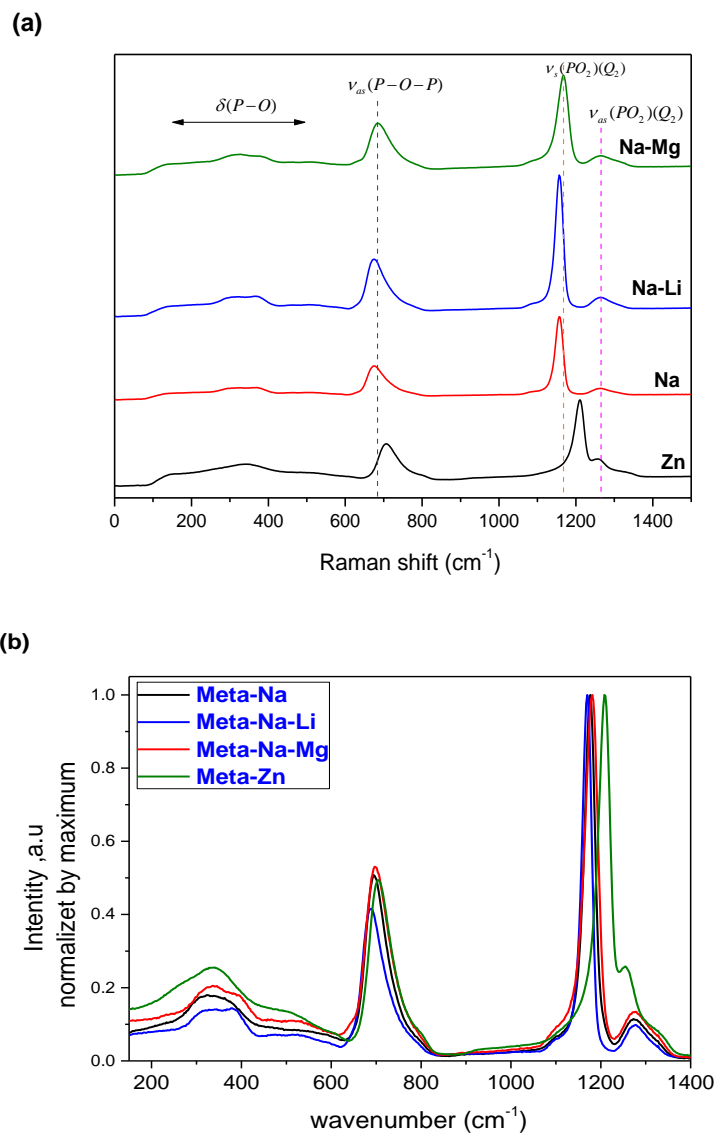 (a)
ν_s(PO₂)(Q₂)
ν_as(P−O−P)
δ(P−O)
ν_as(PO₂)(Q₂)
Na-Mg
Na-Li
Na
Zn
0 200 400 600 800 1000 1200 1400
Raman shift (cm⁻¹)
(b)
Meta-Na
Meta-Na-Li
Meta-Na-Mg
Meta-Zn
1.0
0.8
0.6
0.4
0.2
0.0
Intentity ,a.u
normalizet by maximum
200 400 600 800 1000 1200 1400
wavenumber (cm⁻¹)